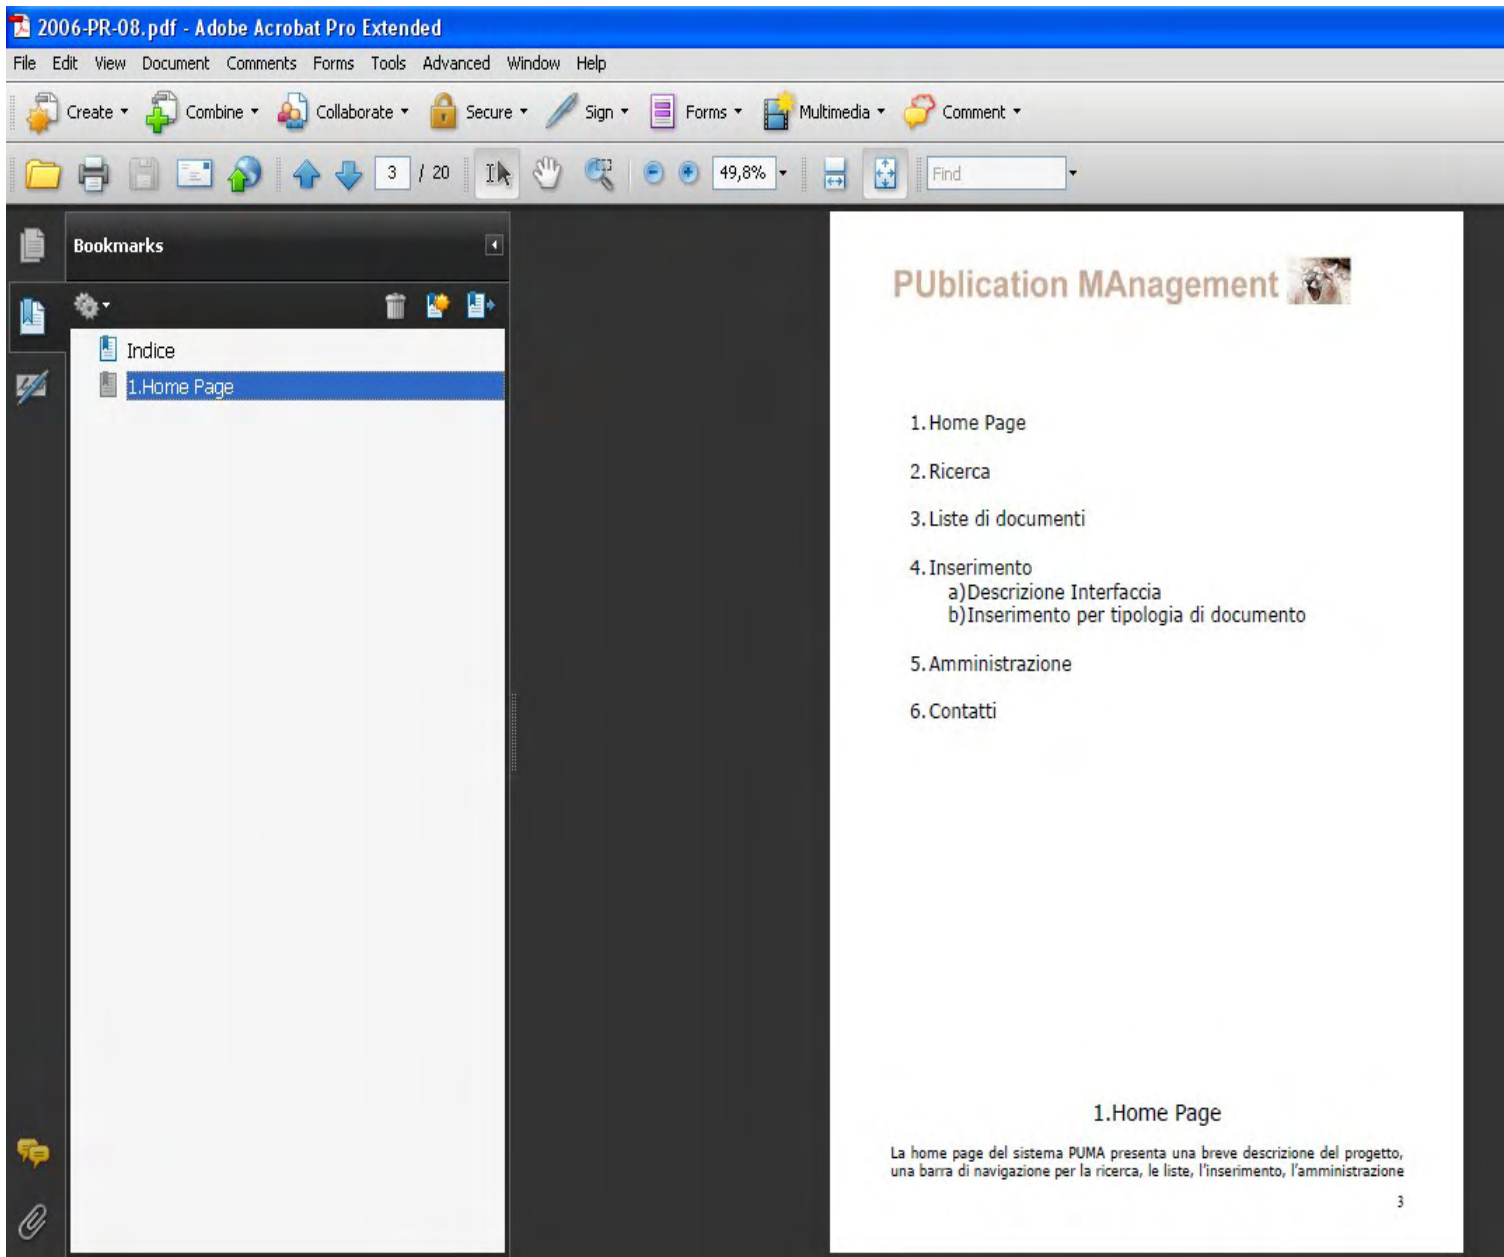 2006-PR-08.pdf - Adobe Acrobat Pro Extended
File Edit View Document Comments Forms Tools Advanced Window Help
Create Combine Collaborate Secure Sign Forms Multimedia Comment
3 / 20 49,8% Find
Bookmarks
Indice
1.Home Page
PUblication MAnagement
1.Home Page
2.Ricerca
3.Liste di documenti
4.Inserimento
a)Descrizione Interfaccia
b)Inserimento per tipologia di documento
5.Amministrazione
6.Contatti
1.Home Page
La home page del sistema PUMA presenta una breve descrizione del progetto,
una barra di navigazione per la ricerca, le liste, l'inserimento, l'amministrazione
3